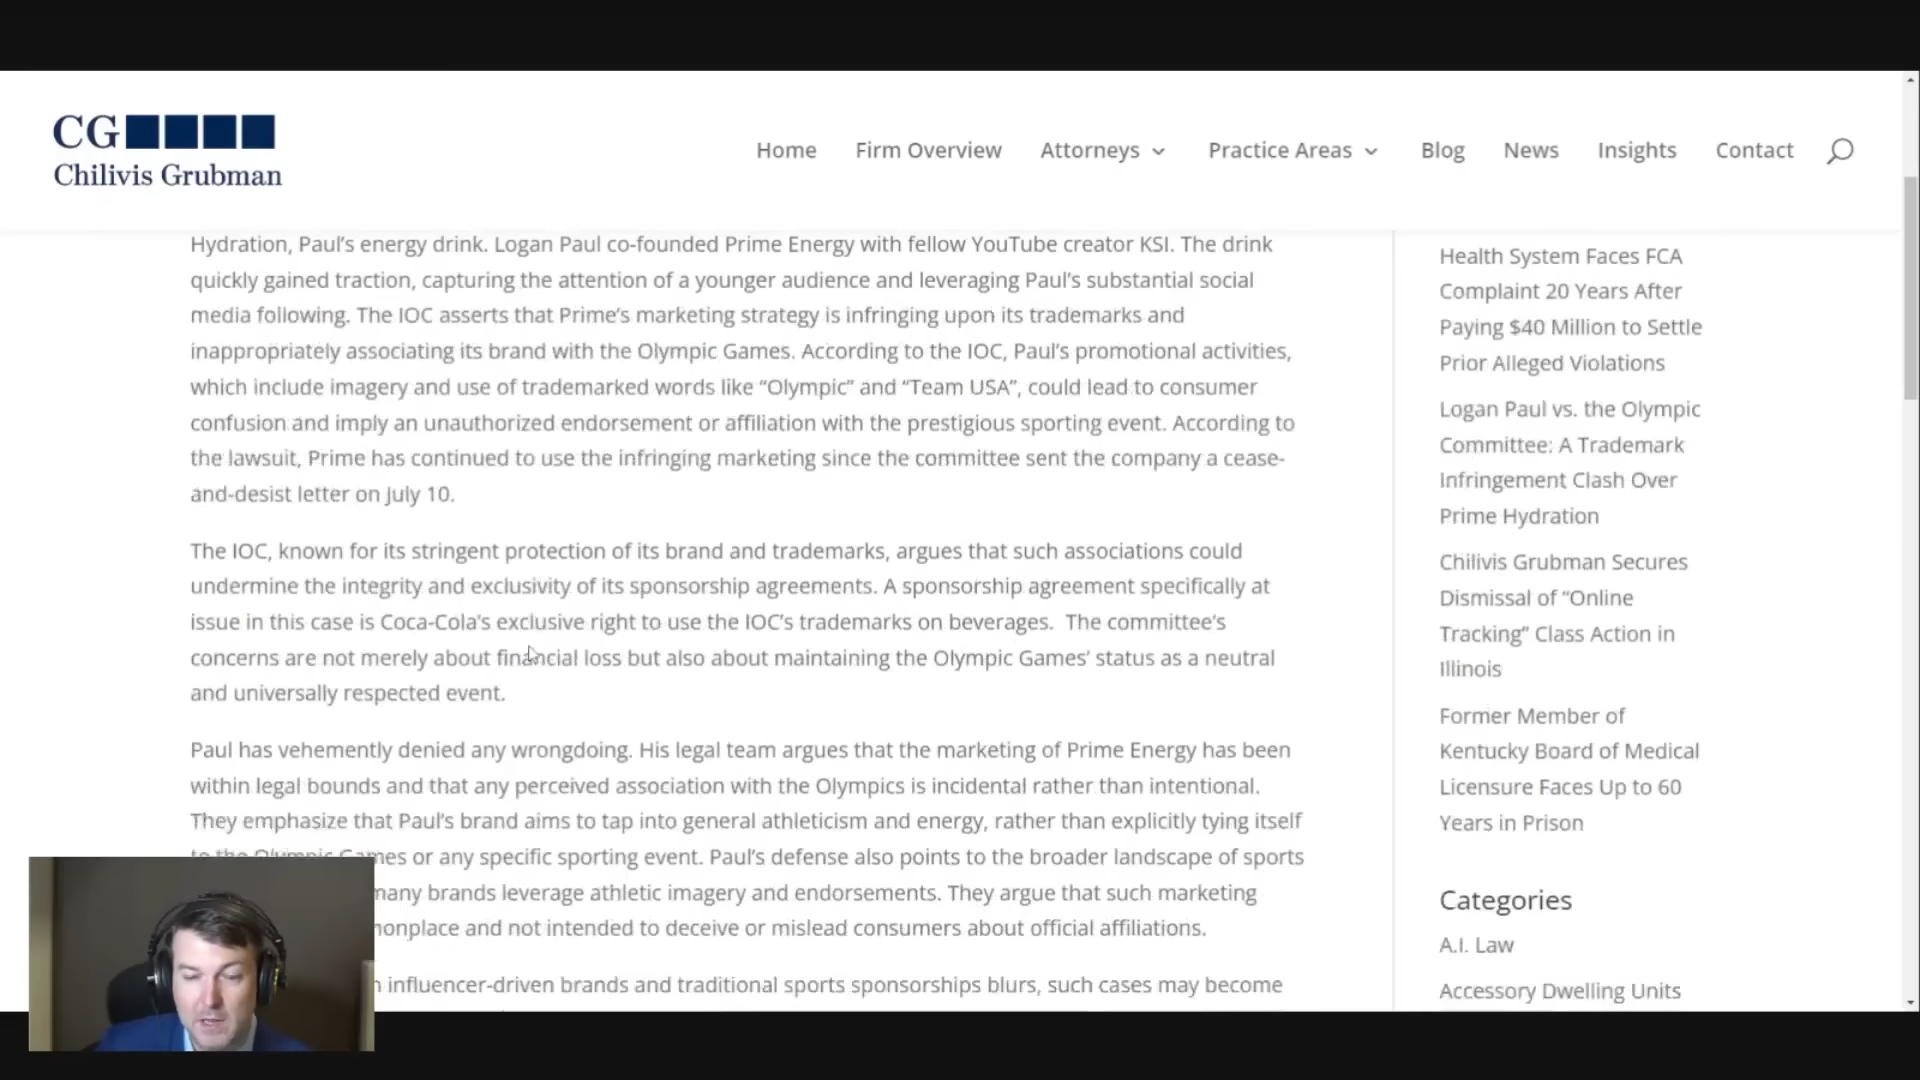 CG
Chilivis Grubman
Home Firm Overview Attorneys Practice Areas Blog News Insights Contact
Hydration, Paul’s energy drink. Logan Paul co-founded Prime Energy with fellow YouTube creator KSI. The drink
quickly gained traction, capturing the attention of a younger audience and leveraging Paul’s substantial social
media following. The IOC asserts that Prime’s marketing strategy is infringing upon its trademarks and
inappropriately associating its brand with the Olympic Games. According to the IOC, Paul’s promotional activities,
which include imagery and use of trademarked words like “Olympic” and “Team USA”, could lead to consumer
confusion and imply an unauthorized endorsement or affiliation with the prestigious sporting event. According to
the lawsuit, Prime has continued to use the infringing marketing since the committee sent the company a cease-
and-desist letter on July 10.
The IOC, known for its stringent protection of its brand and trademarks, argues that such associations could
undermine the integrity and exclusivity of its sponsorship agreements. A sponsorship agreement specifically at
issue in this case is Coca-Cola’s exclusive right to use the IOC’s trademarks on beverages. The committee’s
concerns are not merely about financial loss but also about maintaining the Olympic Games’ status as a neutral
and universally respected event.
Paul has vehemently denied any wrongdoing. His legal team argues that the marketing of Prime Energy has been
within legal bounds and that any perceived association with the Olympics is incidental rather than intentional.
They emphasize that Paul’s brand aims to tap into general athleticism and energy, rather than explicitly tying itself
to the Olympic Games or any specific sporting event. Paul’s defense also points to the broader landscape of sports
many brands leverage athletic imagery and endorsements. They argue that such marketing
and not intended to deceive or mislead consumers about official affiliations.
influencer-driven brands and traditional sports sponsorships blurs, such cases may become
Health System Faces FCA
Complaint 20 Years After
Paying $40 Million to Settle
Prior Alleged Violations
Logan Paul vs. the Olympic
Committee: A Trademark
Infringement Clash Over
Prime Hydration
Chilivis Grubman Secures
Dismissal of “Online
Tracking” Class Action in
Illinois
Former Member of
Kentucky Board of Medical
Licensure Faces Up to 60
Years in Prison
Categories
A.I. Law
Accessory Dwelling Units